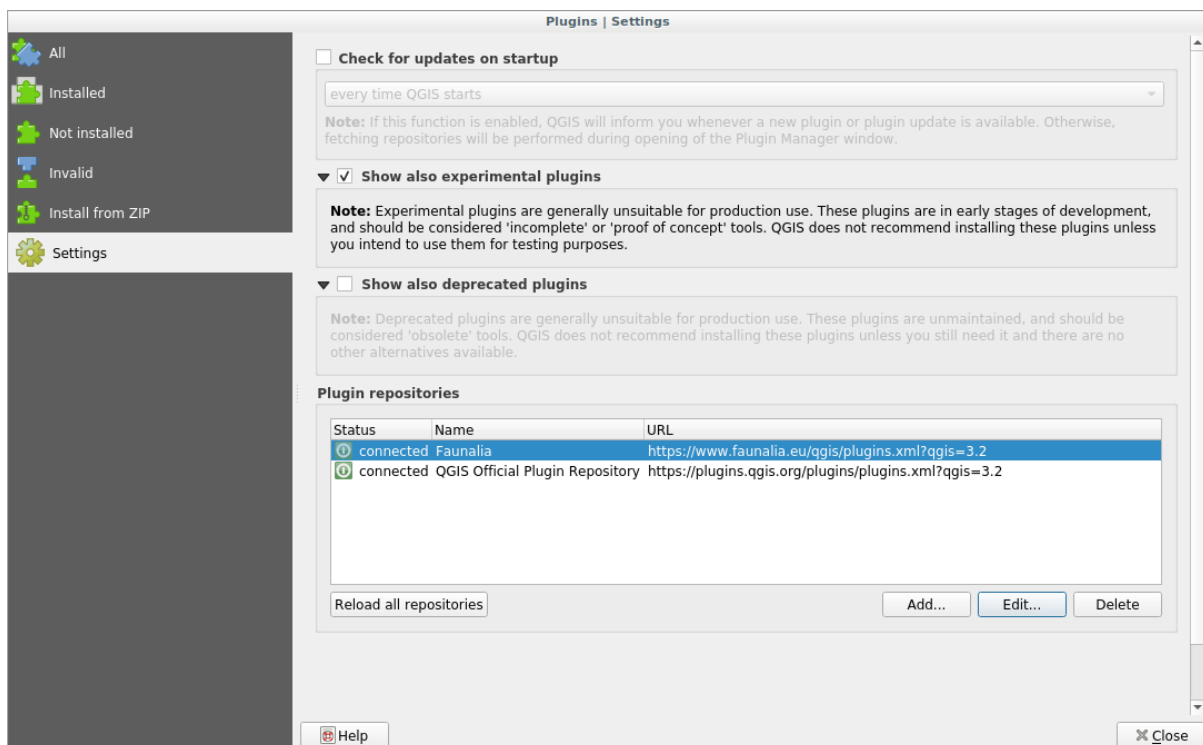 Plugins | Settings
All
Installed
Not installed
Invalid
Install from ZIP
Settings
Check for updates on startup
every time QGIS starts
Note: If this function is enabled, QGIS will inform you whenever a new plugin or plugin update is available. Otherwise,
fetching repositories will be performed during opening of the Plugin Manager window.
Show also experimental plugins
Note: Experimental plugins are generally unsuitable for production use. These plugins are in early stages of development,
and should be considered 'incomplete' or 'proof of concept' tools. QGIS does not recommend installing these plugins unless
you intend to use them for testing purposes.
Show also deprecated plugins
Note: Deprecated plugins are generally unsuitable for production use. These plugins are unmaintained, and should be
considered 'obsolete' tools. QGIS does not recommend installing these plugins unless you still need it and there are no
other alternatives available.
Plugin repositories
Status Name URL
connected Faunalia https://www.faunalia.eu/qgis/plugins.xml?qgis=3.2
connected QGIS Official Plugin Repository https://plugins.qgis.org/plugins/plugins.xml?qgis=3.2
Reload all repositories Add... Edit... Delete
Help Close